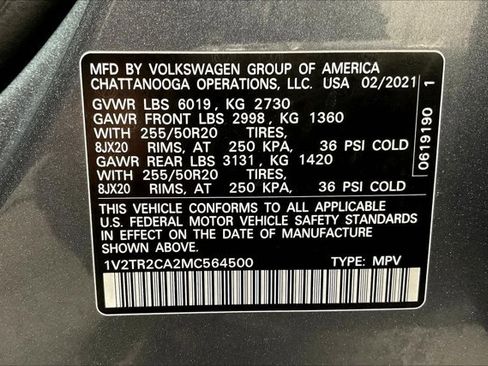 MFD BY VOLKSWAGEN GROUP OF AMERICA
CHATTANOOGA OPERATIONS, LLC. USA 02/2021
GVWR LBS 6019 , KG 2730
GAWR FRONT LBS 2998 , KG 1360
WITH 255/50R20 TIRES,
8JX20 RIMS, AT 250 KPA, 36 PSI COLD
GAWR REAR LBS 3131 , KG 1420
WITH 255/50R20 TIRES,
8JX20 RIMS, AT 250 KPA, 36 PSI COLD
THIS VEHICLE CONFORMS TO ALL APPLICABLE
U.S. FEDERAL MOTOR VEHICLE SAFETY STANDARDS
IN EFFECT ON THE DATE OF MANUFACTURE
SHOWN ABOVE.
1V2TR2CA2MC564500 TYPE: MPV
0619190 1